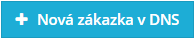 + Nová zákazka v DNS